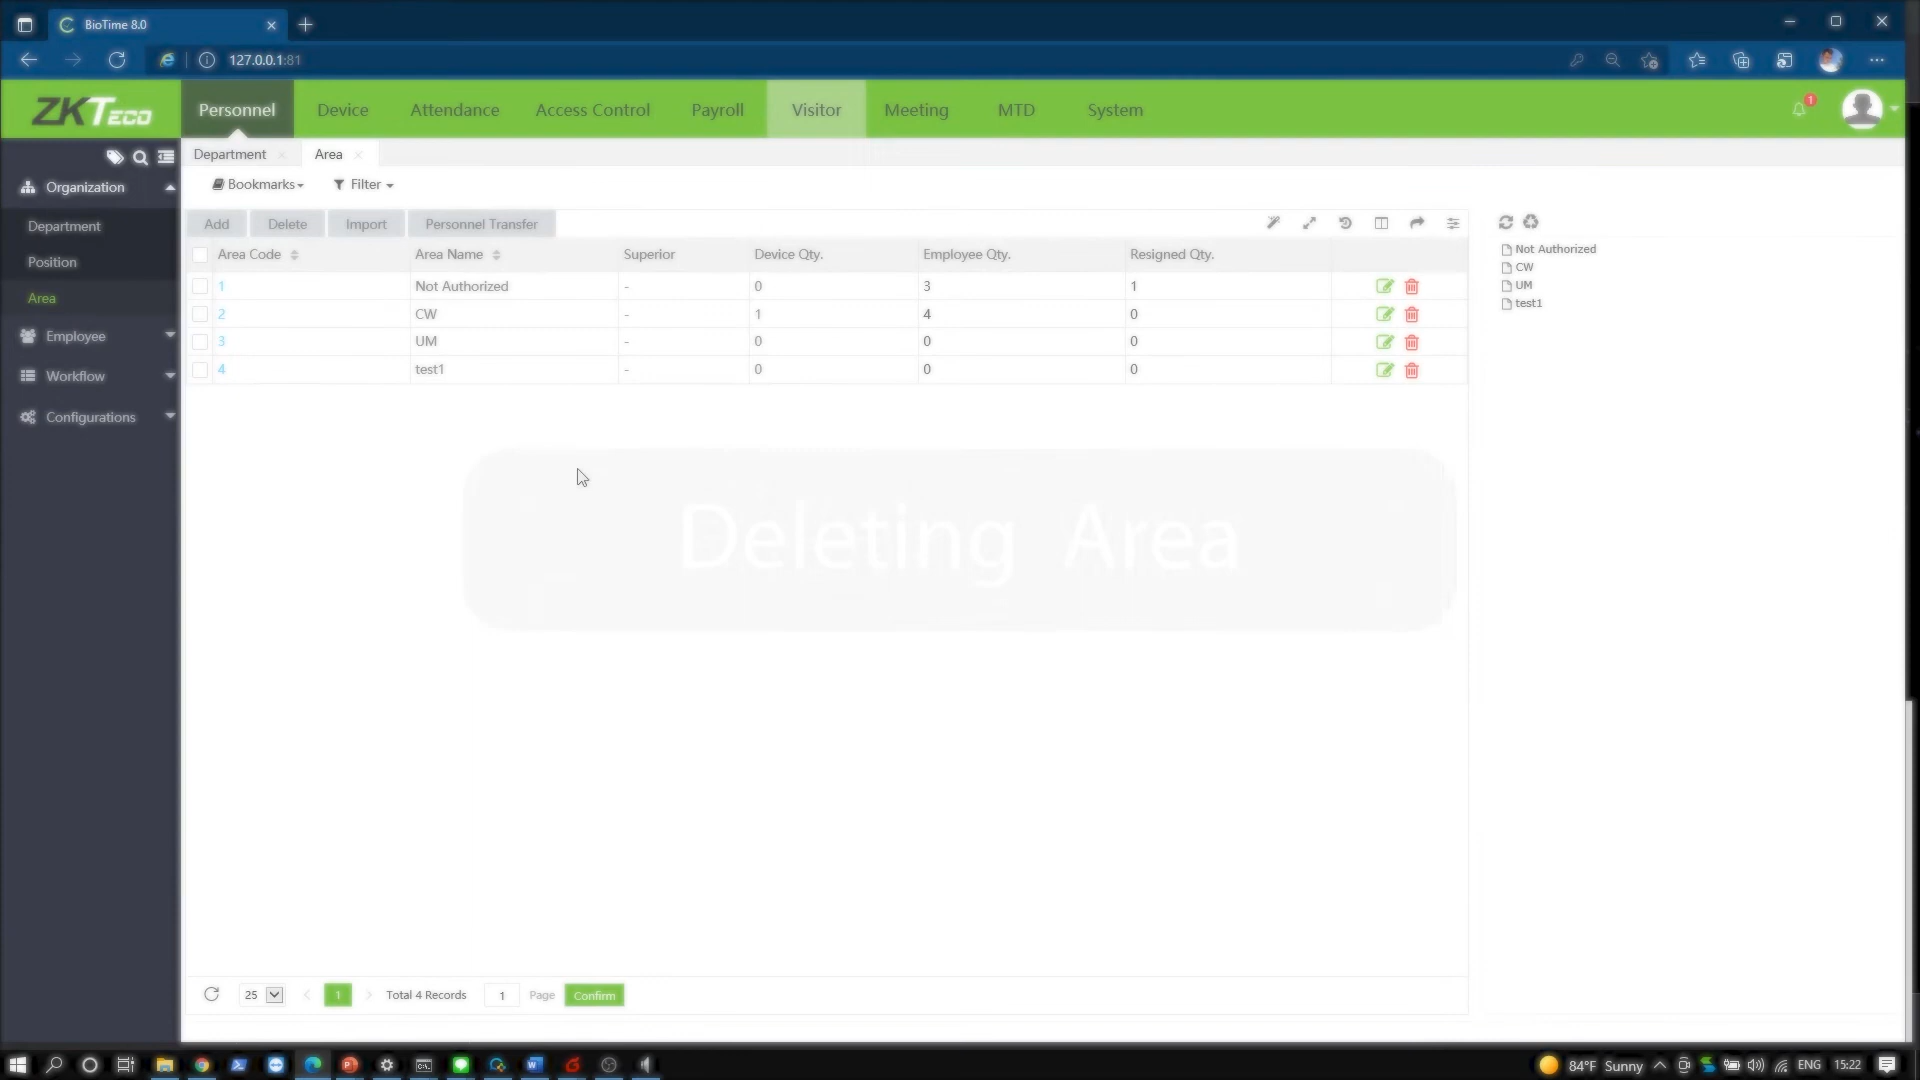 BioTime 8.0
127.0.0.1:81
ZKTeco
Personnel
Device
Attendance
Access Control
Payroll
Visitor
Meeting
MTD
System
1
Department
Area
Bookmarks
Filter
Organization
Department
Position
Area
Employee
Workflow
Configurations
Add
Delete
Import
Personnel Transfer
Area Code Area Name Superior Device Qty. Employee Qty. Resigned Qty.
1 Not Authorized - 0 3 1
2 CW - 1 4 0
3 UM - 0 0 0
4 test1 - 0 0 0
Not Authorized
CW
UM
test1
Deleting Area
25
1
Total 4 Records
1
Page
Confirm
84°F Sunny
ENG
15:22